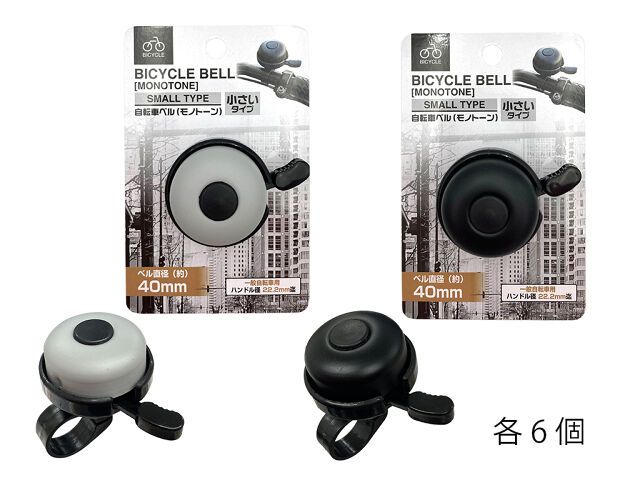 BICYCLE
BICYCLE BELL
[MONOTONE]
SMALL TYPE
小さい
タイプ
自転車ベル(モノトーン)
ベル直径(約)
40mm
一般自転車用
ハンドル径 22.2mm迄
BICYCLE
BICYCLE BELL
[MONOTONE]
SMALL TYPE
小さい
タイプ
自転車ベル(モノトーン)
ベル直径(約)
40mm
一般自転車用
ハンドル径 22.2mm迄
各6個